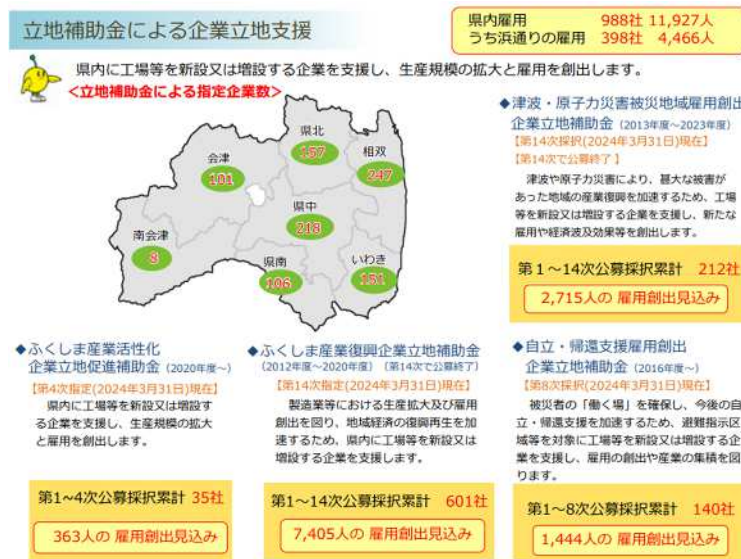 立地補助金による企業立地支援
県内雇用 988社 11,927人
うち浜通りの雇用 398社 4,466人
県内に工場等を新設又は増設する企業を支援し、生産規模の拡大と雇用を創出します。
<立地補助金による指定企業数>
県北
157
相双
247
会津
101
県中
218
南会津
8
県南
106
いわき
151
◆津波・原子力災害被災地域雇用創出
企業立地補助金（2013年度～2023年度）
【第14次採択(2024年3月31日)現在】
【第14次で公募終了】
津波や原子力災害により、甚大な被害が
あった地域の産業復興を加速するため、工場
等を新設又は増設する企業を支援し、新たな
雇用や経済波及効果等を創出します。
第1～14次公募採択累計 212社
2,715人の 雇用創出見込み
◆ふくしま産業活性化
企業立地促進補助金（2020年度～）
【第4次指定(2024年3月31日)現在】
県内に工場等を新設又は増設す
る企業を支援し、生産規模の拡大
と雇用を創出します。
第1~4次公募採択累計 35社
363人の 雇用創出見込み
◆ふくしま産業復興企業立地補助金
（2012年度～2020年度）（第14次で公募終了）
【第14次指定(2024年3月31日)現在】
製造業等における生産拡大及び雇用
創出を図り、地域経済の復興再生を加
速するため、県内に工場等を新設又は
増設する企業を支援します。
第1～14次公募採択累計 601社
7,405人の 雇用創出見込み
◆自立・帰還支援雇用創出
企業立地補助金（2016年度～）
【第8次採択(2024年3月31日)現在】
被災者の「働く場」を確保し、今後の自
立・帰還支援を加速するため、避難指示区
域等を対象に工場等を新設又は増設する企
業を支援し、雇用の創出や産業の集積を図
ります。
第1～8次公募採択累計 140社
1,444人の 雇用創出見込み